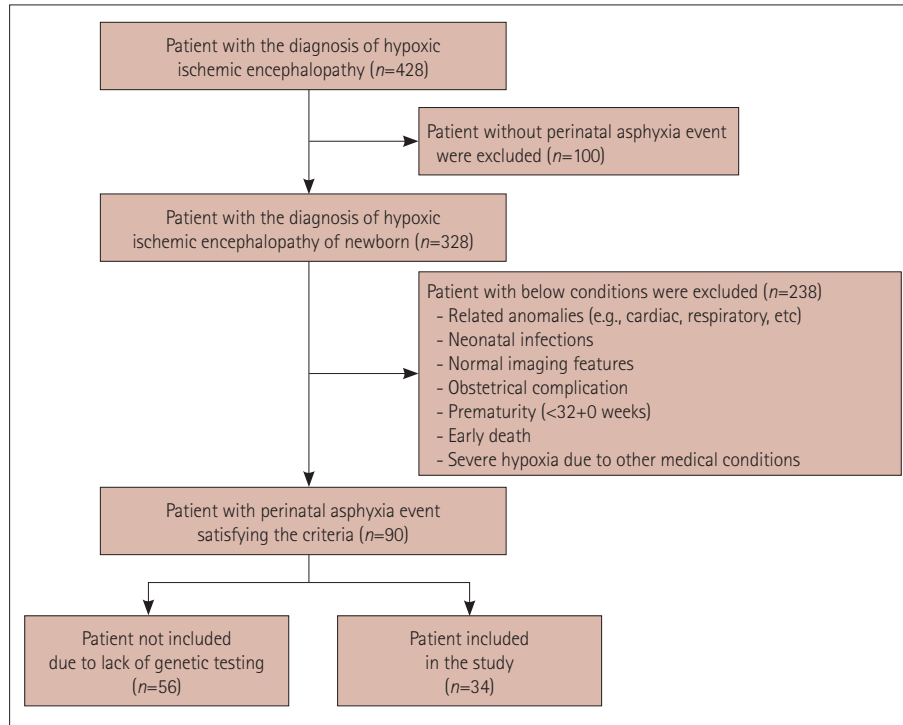 Patient with the diagnosis of hypoxic
ischemic encephalopathy (n=428)
Patient without perinatal asphyxia event
were excluded (n=100)
Patient with the diagnosis of hypoxic
ischemic encephalopathy of newborn (n=328)
Patient with below conditions were excluded (n=238)
- Related anomalies (e.g., cardiac, respiratory, etc)
- Neonatal infections
- Normal imaging features
- Obstetrical complication
- Prematurity (<32+0 weeks)
- Early death
- Severe hypoxia due to other medical conditions
Patient with perinatal asphyxia event
satisfying the criteria (n=90)
Patient not included
due to lack of genetic testing
(n=56)
Patient included
in the study
(n=34)